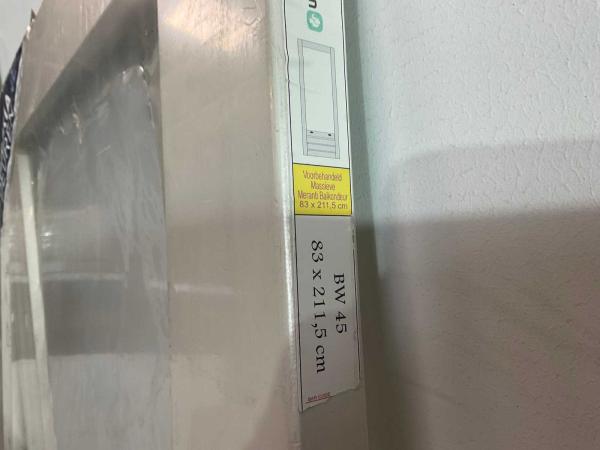 Voorbehandeld
Massieve
Meranti Balkondeur
83 x 211,5 cm
BW 45
83 x 211,5 cm